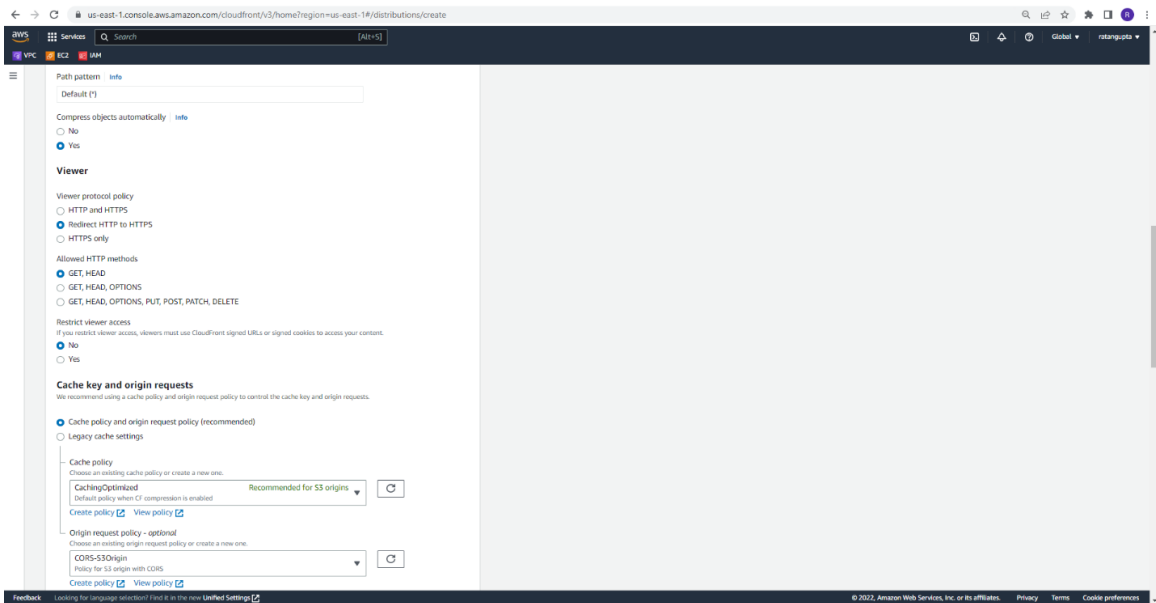 us-east-1.console.aws.amazon.com/cloudfront/v3/home?region=us-east-1#/distributions/create
R
aws Services Search [Alt+S] Global ratangupta
VPC EC2 IAM
Path pattern Info
Default (*)
Compress objects automatically Info
No
Yes
Viewer
Viewer protocol policy
HTTP and HTTPS
Redirect HTTP to HTTPS
HTTPS only
Allowed HTTP methods
GET, HEAD
GET, HEAD, OPTIONS
GET, HEAD, OPTIONS, PUT, POST, PATCH, DELETE
Restrict viewer access
If you restrict viewer access, viewers must use CloudFront signed URLs or signed cookies to access your content.
No
Yes
Cache key and origin requests
We recommend using a cache policy and origin request policy to control the cache key and origin requests.
Cache policy and origin request policy (recommended)
Legacy cache settings
Cache policy
Choose an existing cache policy or create a new one.
CachingOptimized Recommended for S3 origins
Default policy when CF compression is enabled
Create policy View policy
Origin request policy - optional
Choose an existing origin request policy or create a new one.
CORS-S3Origin
Policy for S3 origin with CORS
Create policy View policy
Feedback Looking for language selection? Find it in the new Unified Settings © 2022, Amazon Web Services, Inc. or its affiliates. Privacy Terms Cookie preferences